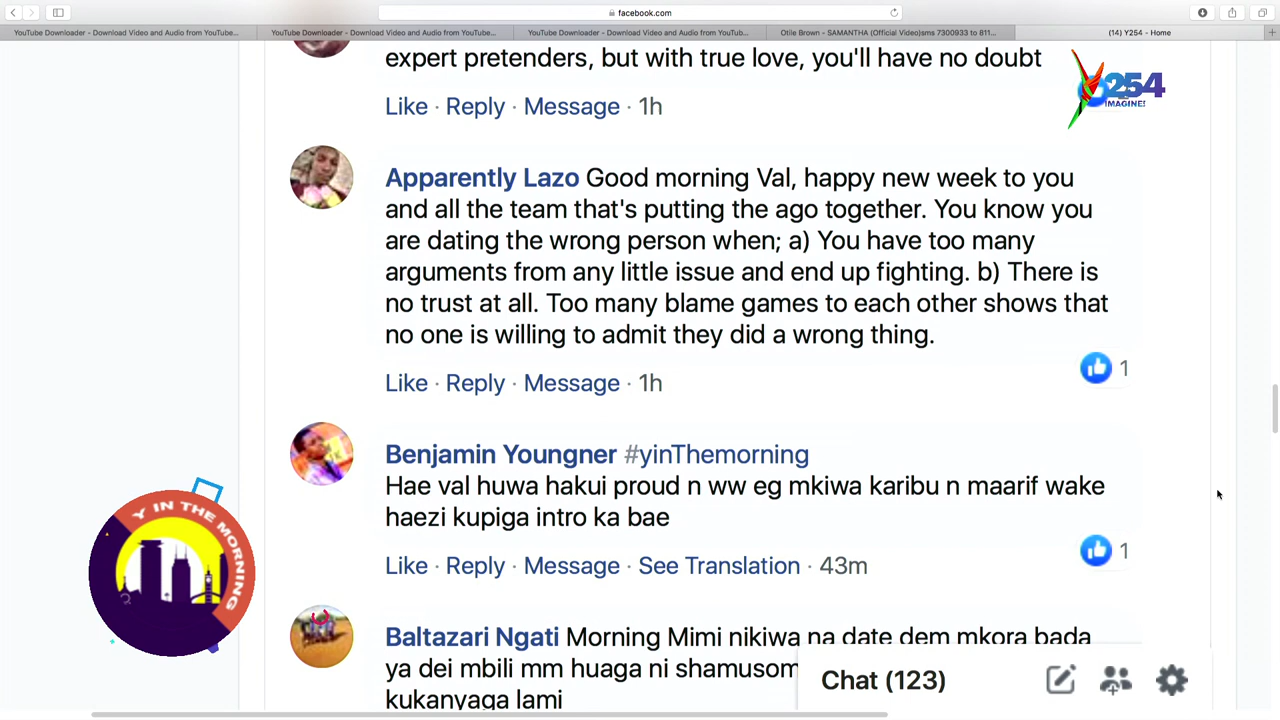 facebook.com
YouTube Downloader - Download Video and Audio from YouTube...
YouTube Downloader - Download Video and Audio from YouTub...
YouTube Downloader - Download Video and Audio from YouTub...
Otile Brown - SAMANTHA (Official Video)sms 7300933 to 811...
(14) Y254 - Home
expert pretenders, but with true love, you'll have no doubt
Like · Reply · Message · 1h
Y254
IMAGINE!
Apparently Lazo Good morning Val, happy new week to you
and all the team that's putting the ago together. You know you
are dating the wrong person when; a) You have too many
arguments from any little issue and end up fighting. b) There is
no trust at all. Too many blame games to each other shows that
no one is willing to admit they did a wrong thing.
1
Like · Reply · Message · 1h
Benjamin Youngner #yinThemorning
Hae val huwa hakui proud n ww eg mkiwa karibu n maarif wake
haezi kupiga intro ka bae
1
Like · Reply · Message · See Translation · 43m
Y IN THE MORNING
Baltazari Ngati Morning Mimi nikiwa na date dem mkora bada
ya dei mbili mm huaga ni shamusom
kukanyaga lami
Chat (123)